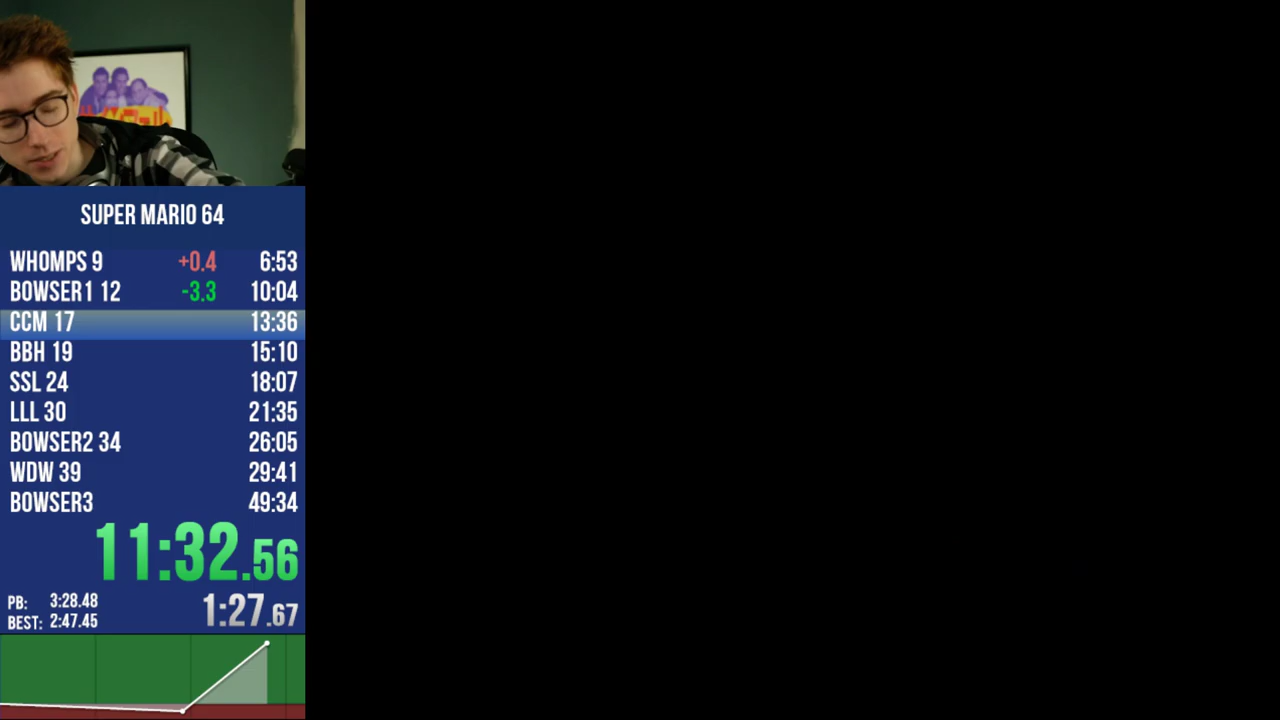 SUPER MARIO 64
WHOMPS 9 +0.4 6:53
BOWSER1 12 -3.3 10:04
CCM 17 13:36
BBH 19 15:10
SSL 24 18:07
LLL 30 21:35
BOWSER2 34 26:05
WDW 39 29:41
BOWSER3 49:34
11:32.56
PB: 3:28.48 1:27.67
BEST: 2:47.45